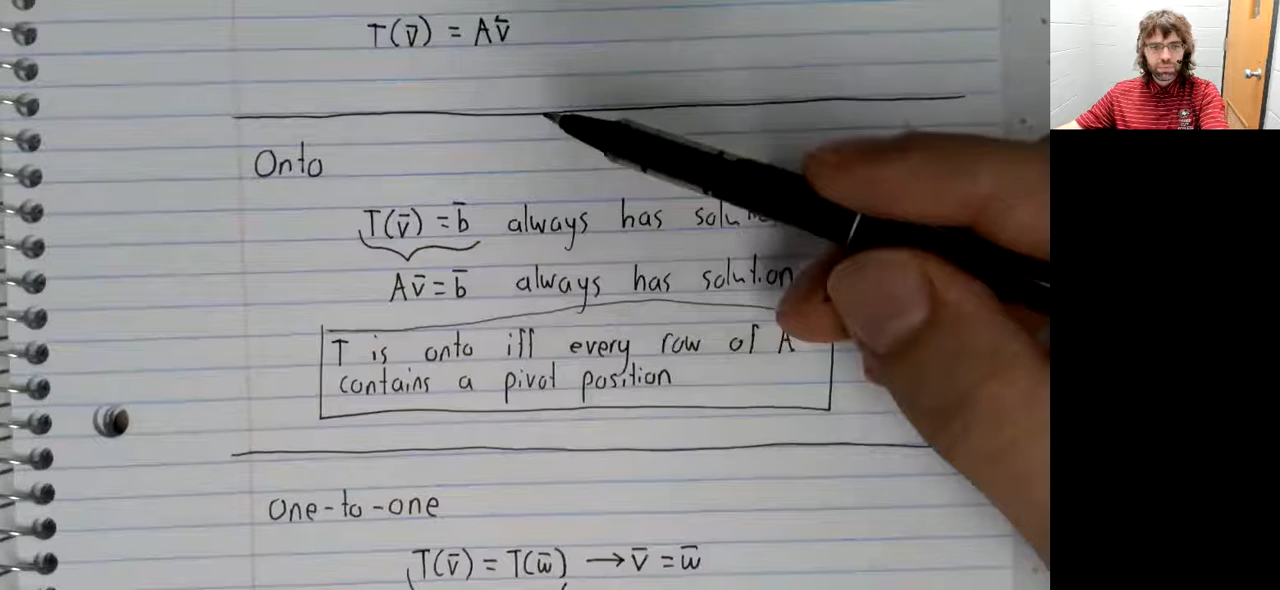 T(v̄) = Av̄
Onto
T(v̄) = b̄ always has
Av̄ = b̄ always has solution
T is onto iff every row of A
contains a pivot position
One-to-one
T(v̄) = T(w̄) → v̄ = w̄